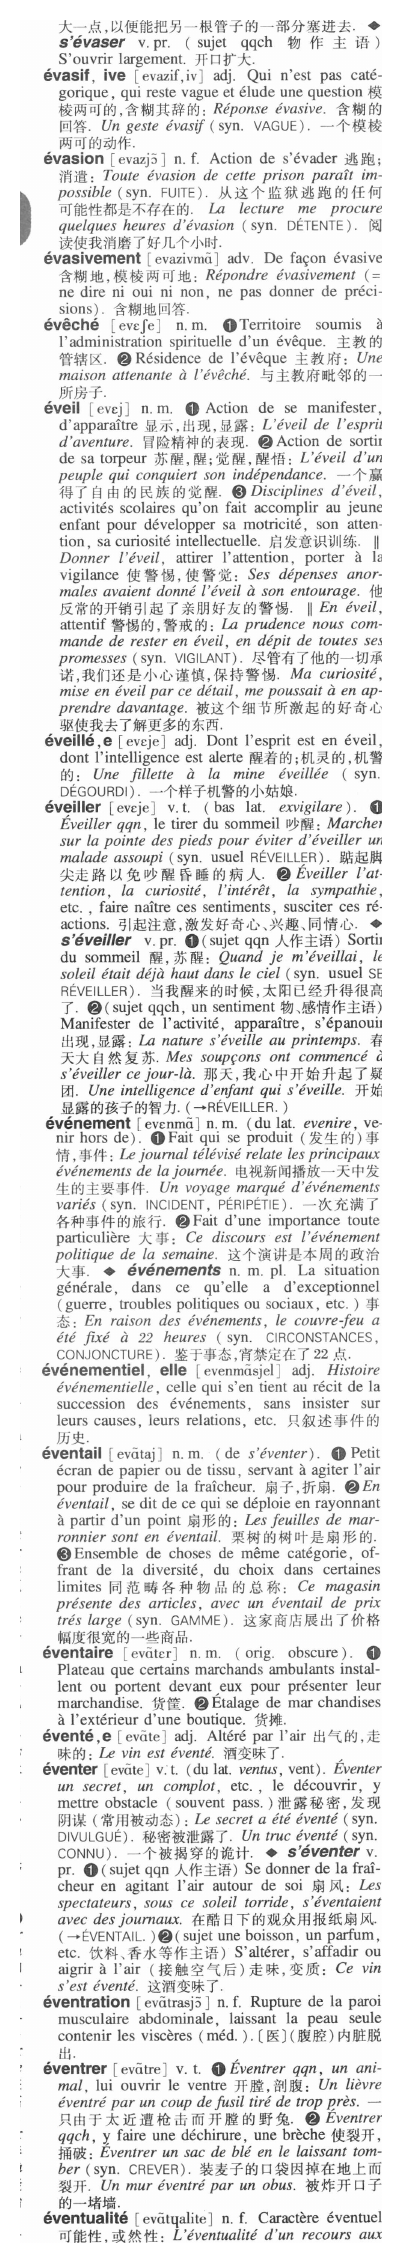 大一点,以便能把另一根管子的一部分塞进去. ◆
s'évaser v. pr. ( sujet qqch 物 作 主 语 )
S'ouvrir largement. 开口扩大.
évasif, ive [evazif,iv] adj. Qui n'est pas caté-
gorique, qui reste vague et élude une question 模
棱两可的,含糊其辞的: Réponse évasive. 含糊的
回答. Un geste évasif (syn. VAGUE). 一个模棱
两可的动作.
évasion [evazjɔ̃] n. f. Action de s'évader 逃跑;
消遣: Toute évasion de cette prison paraît im-
possible (syn. FUITE). 从这个监狱逃跑的任何
可能性都是不存在的. La lecture me procure
quelques heures d'évasion (syn. DÉTENTE). 阅
读使我消磨了好几个小时.
évasivement [evazivmɑ̃] adv. De façon évasive
含糊地,模棱两可地: Répondre évasivement (=
ne dire ni oui ni non, ne pas donner de préci-
sions). 含糊地回答.
évêché [evεʃe] n. m. ❶Territoire soumis à
l'administration spirituelle d'un évêque. 主教的
管辖区. ❷Résidence de l'évêque 主教府: Une
maison attenante à l'évêché. 与主教府毗邻的一
所房子.
éveil [evεj] n. m. ❶ Action de se manifester,
d'apparaître 显示,出现,显露: L'éveil de l'esprit
d'aventure. 冒险精神的表现. ❷Action de sortir
de sa torpeur 苏醒,醒;觉醒,醒悟: L'éveil d'un
peuple qui conquiert son indépendance. 一个赢
得了自由的民族的觉醒. ❸Disciplines d'éveil,
activités scolaires qu'on fait accomplir au jeune
enfant pour développer sa motricité, son atten-
tion, sa curiosité intellectuelle. 启发意识训练. ‖
Donner l'éveil, attirer l'attention, porter à la
vigilance 使警惕,使警觉: Ses dépenses anor-
males avaient donné l'éveil à son entourage. 他
反常的开销引起了亲朋好友的警惕. ‖ En éveil,
attentif 警惕的,警戒的: La prudence nous com-
mande de rester en éveil, en dépit de toutes ses
promesses (syn. VIGILANT). 尽管有了他的一切承
诺,我们还是小心谨慎,保持警惕. Ma curiosité,
mise en éveil par ce détail, me poussait à en ap-
prendre davantage. 被这个细节所激起的好奇心
驱使我去了解更多的东西.
éveillé,e [evεje] adj. Dont l'esprit est en éveil,
dont l'intelligence est alerte 醒着的;机灵的,机警
的: Une fillette à la mine éveillée (syn.
DÉGOURDI). 一个样子机警的小姑娘.
éveiller [evεje] v. t. (bas lat. exvigilare). ❶
Éveiller qqn, le tirer du sommeil 吵醒: Marcher
sur la pointe des pieds pour éviter d'éveiller un
malade assoupi (syn. usuel RÉVEILLER). 踮起脚
尖走路以免吵醒昏睡的病人. ❷Éveiller l'at-
tention, la curiosité, l'intérêt, la sympathie,
etc., faire naître ces sentiments, susciter ces ré-
actions. 引起注意,激发好奇心、兴趣、同情心. ◆
s'éveiller v. pr. ❶(sujet qqn 人作主语) Sortir
du sommeil 醒,苏醒: Quand je m'éveillai, le
soleil était déjà haut dans le ciel (syn. usuel SE
RÉVEILLER). 当我醒来的时候,太阳已经升得很高
了. ❷(sujet qqch, un sentiment 物、感情作主语)
Manifester de l'activité, apparaître, s'épanouir
出现,显露: La nature s'éveille au printemps. 春
天大自然复苏. Mes soupçons ont commencé à
s'éveiller ce jour-là. 那天,我心中开始升起了疑
团. Une intelligence d'enfant qui s'éveille. 开始
显露的孩子的智力. (→RÉVEILLER.)
événement [evεnmɑ̃] n. m. (du lat. evenire, ve-
nir hors de). ❶Fait qui se produit (发生的)事
情,事件: Le journal télévisé relate les principaux
événements de la journée. 电视新闻播放一天中发
生的主要事件. Un voyage marqué d'événements
variés (syn. INCIDENT, PÉRIPÉTIE). 一次充满了
各种事件的旅行. ❷Fait d'une importance toute
particulière 大事: Ce discours est l'événement
politique de la semaine. 这个演讲是本周的政治
大事. ◆ événements n. m. pl. La situation
générale, dans ce qu'elle a d'exceptionnel
(guerre, troubles politiques ou sociaux, etc.) 事
态: En raison des événements, le couvre-feu a
été fixé à 22 heures (syn. CIRCONSTANCES,
CONJONCTURE). 鉴于事态,宵禁定在了22点.
événementiel, elle [evenmɑ̃sjεl] adj. Histoire
événementielle, celle qui s'en tient au récit de la
succession des événements, sans insister sur
leurs causes, leurs relations, etc. 只叙述事件的
历史.
éventail [evɑ̃taj] n. m. (de s'éventer). ❶ Petit
écran de papier ou de tissu, servant à agiter l'air
pour produire de la fraîcheur. 扇子,折扇. ❷En
éventail, se dit de ce qui se déploie en rayonnant
à partir d'un point 扇形的: Les feuilles de mar-
ronnier sont en éventail. 栗树的树叶是扇形的.
❸Ensemble de choses de même catégorie, of-
frant de la diversité, du choix dans certaines
limites 同范畴各种物品的总称: Ce magasin
présente des articles, avec un éventail de prix
trés large (syn. GAMME). 这家商店展出了价格
幅度很宽的一些商品.
éventaire [evɑ̃tεr] n. m. (orig. obscure). ❶
Plateau que certains marchands ambulants instal-
lent ou portent devant eux pour présenter leur
marchandise. 货筐. ❷Étalage de mar chandises
à l'extérieur d'une boutique. 货摊.
éventé,e [evɑ̃te] adj. Altéré par l'air 出气的,走
味的: Le vin est éventé. 酒变味了.
éventer [evɑ̃te] v. t. (du lat. ventus, vent). Éventer
un secret, un complot, etc., le découvrir, y
mettre obstacle (souvent pass.)泄露秘密,发现
阴谋(常用被动态): Le secret a été éventé (syn.
DIVULGUÉ). 秘密被泄露了. Un truc éventé (syn.
CONNU). 一个被揭穿的诡计. ◆ s'éventer v.
pr. ❶(sujet qqn 人作主语) Se donner de la fraî-
cheur en agitant l'air autour de soi 扇风: Les
spectateurs, sous ce soleil torride, s'éventaient
avec des journaux. 在酷日下的观众用报纸扇风.
(→ÉVENTAIL.)❷(sujet une boisson, un parfum,
etc. 饮料、香水等作主语) S'altérer, s'affadir ou
aigrir à l'air (接触空气后)走味,变质: Ce vin
s'est éventé. 这酒变味了.
éventration [evɑ̃trasjɔ̃] n. f. Rupture de la paroi
musculaire abdominale, laissant la peau seule
contenir les viscères (méd.).〔医〕(腹腔)内脏脱
出.
éventrer [evɑ̃tre] v. t. ❶Éventrer qqn, un ani-
mal, lui ouvrir le ventre 开膛,剖腹: Un lièvre
éventré par un coup de fusil tiré de trop près. 一
只由于太近遭枪击而开膛的野兔. ❷Éventrer
qqch, y faire une déchirure, une brèche 使裂开,
捅破: Éventrer un sac de blé en le laissant tom-
ber (syn. CREVER). 装麦子的口袋因掉在地上而
裂开. Un mur éventré par un obus. 被炸开口子
的一堵墙.
éventualité [evɑ̃tɥalite] n. f. Caractère éventuel
可能性,或然性: L'éventualité d'un recours aux